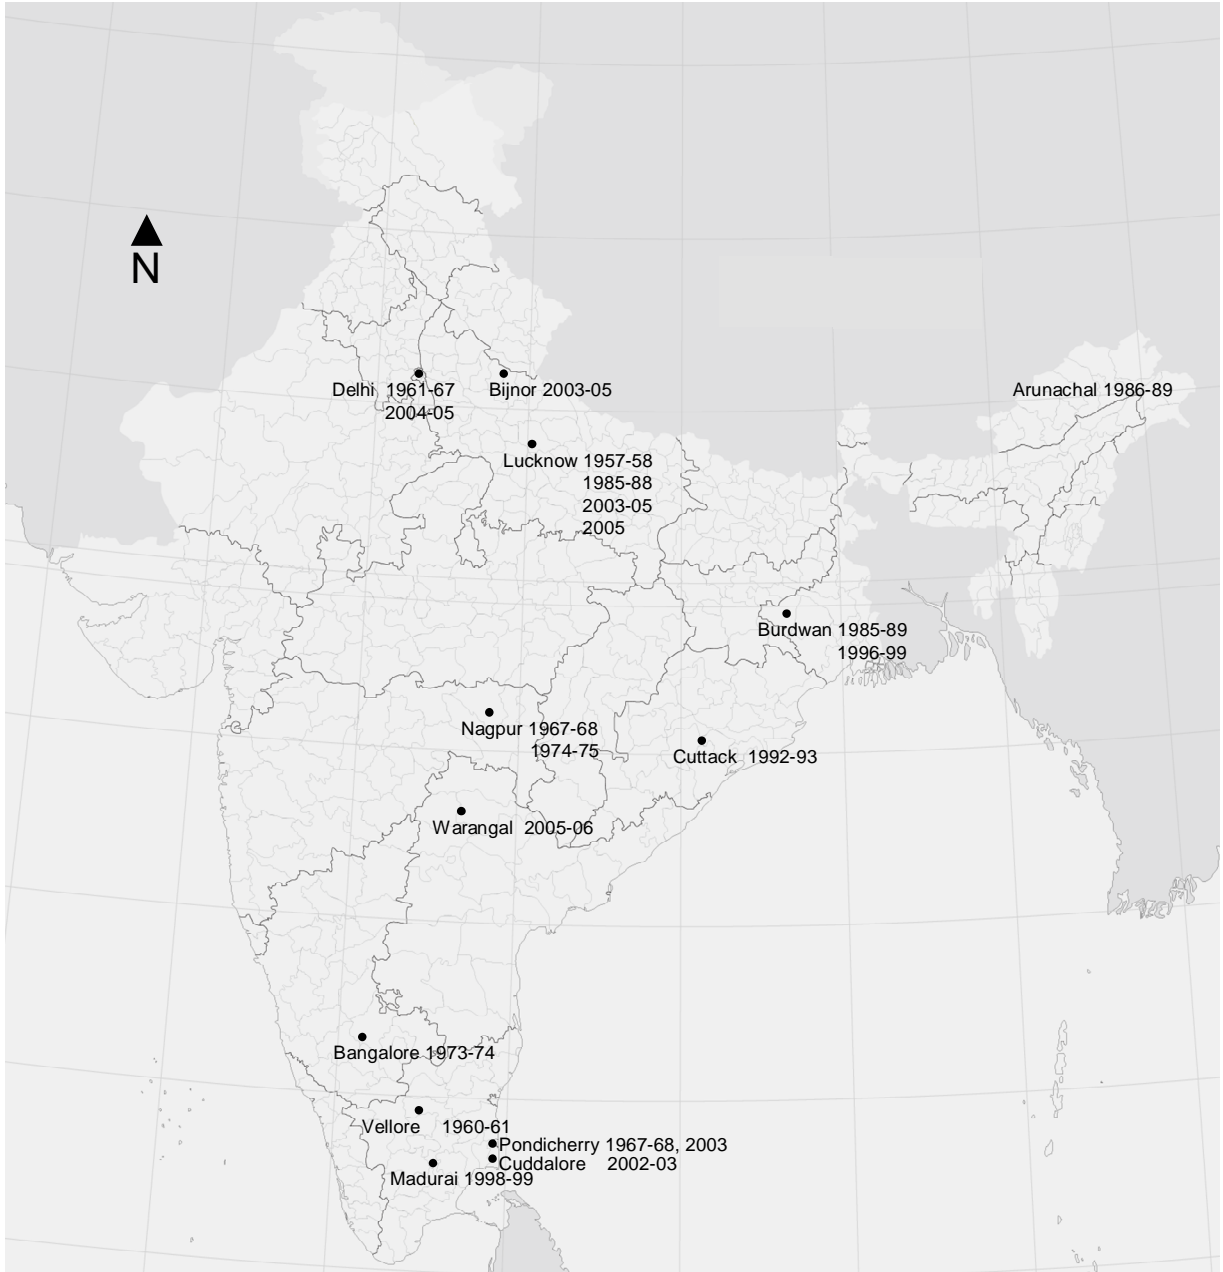 N
Delhi 1961-67
2004-05
Bijnor 2003-05
Arunachal 1986-89
Lucknow 1957-58
1985-88
2003-05
2005
Burdwan 1985-89
1996-99
Nagpur 1967-68
1974-75
Cuttack 1992-93
Warangal 2005-06
Bangalore 1973-74
Vellore 1960-61
Pondicherry 1967-68, 2003
Cuddalore 2002-03
Madurai 1998-99